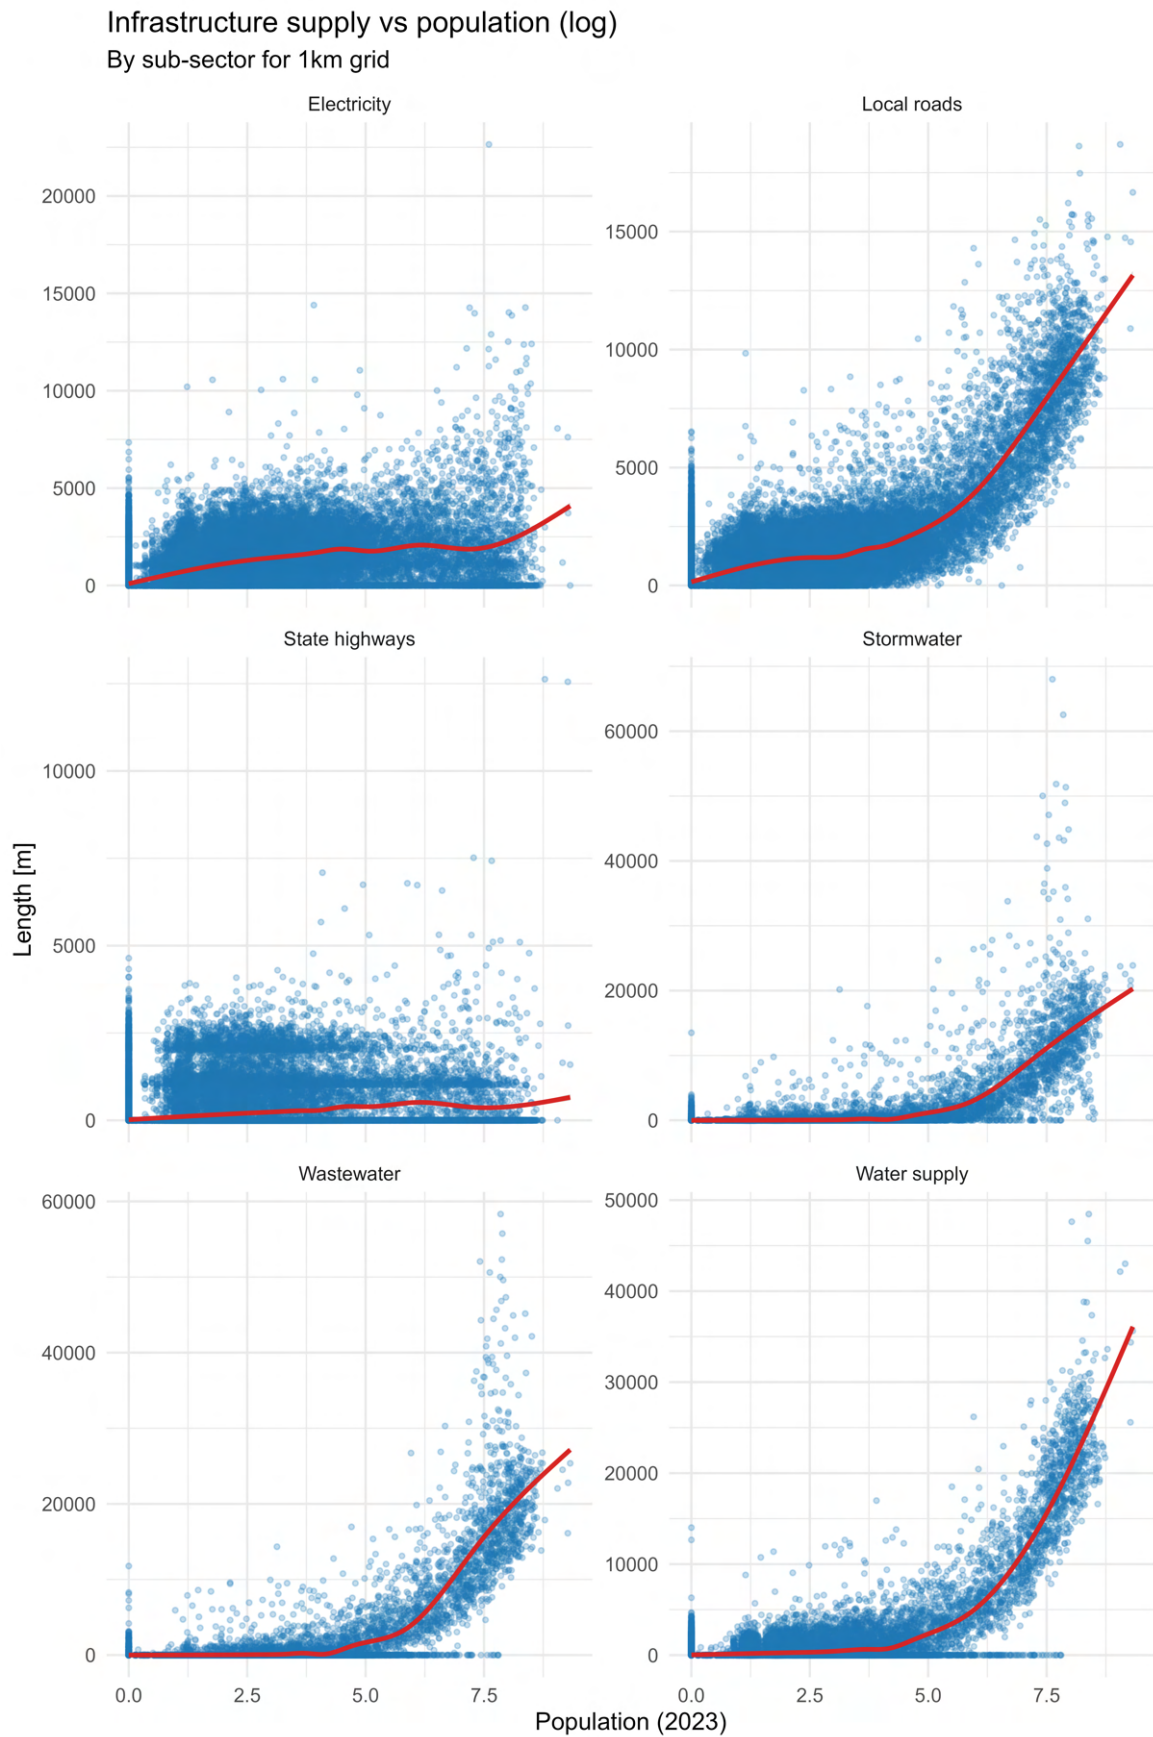 Infrastructure supply vs population (log)
By sub-sector for 1km grid
Electricity
Local roads
20000
15000
10000
5000
0
15000
10000
5000
0
State highways
Stormwater
10000
5000
0
60000
40000
20000
0
Wastewater
Water supply
60000
40000
20000
0
50000
40000
30000
20000
10000
0
Length [m]
0.0 2.5 5.0 7.5
0.0 2.5 5.0 7.5
Population (2023)